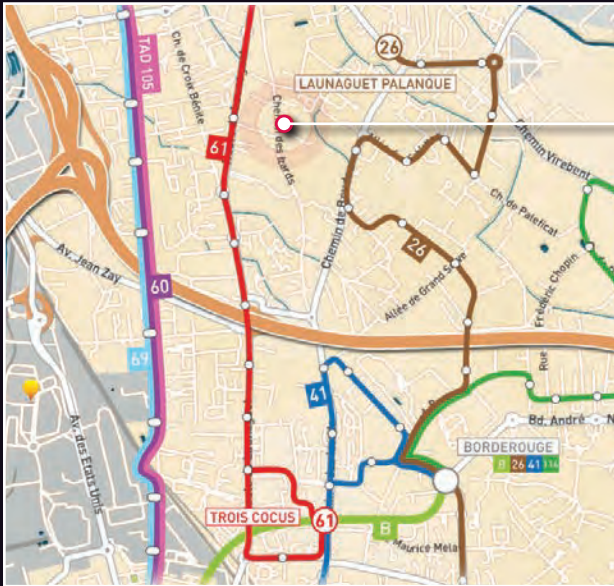 TAD 105
Ch. de Croix Bénite
26
LAUNAGUET PALANQUE
61
Chemin Virebent
Ch. de Paleficat
Chemin de
26
Allée de Grand
Av. Jean Zay
60
Rue Frédéric Chopin
69
41
Bd. André
BORDEROUGE
B 26 41 114
Av. des Etats Unis
TROIS COCUS
61
B
Maurice Mela